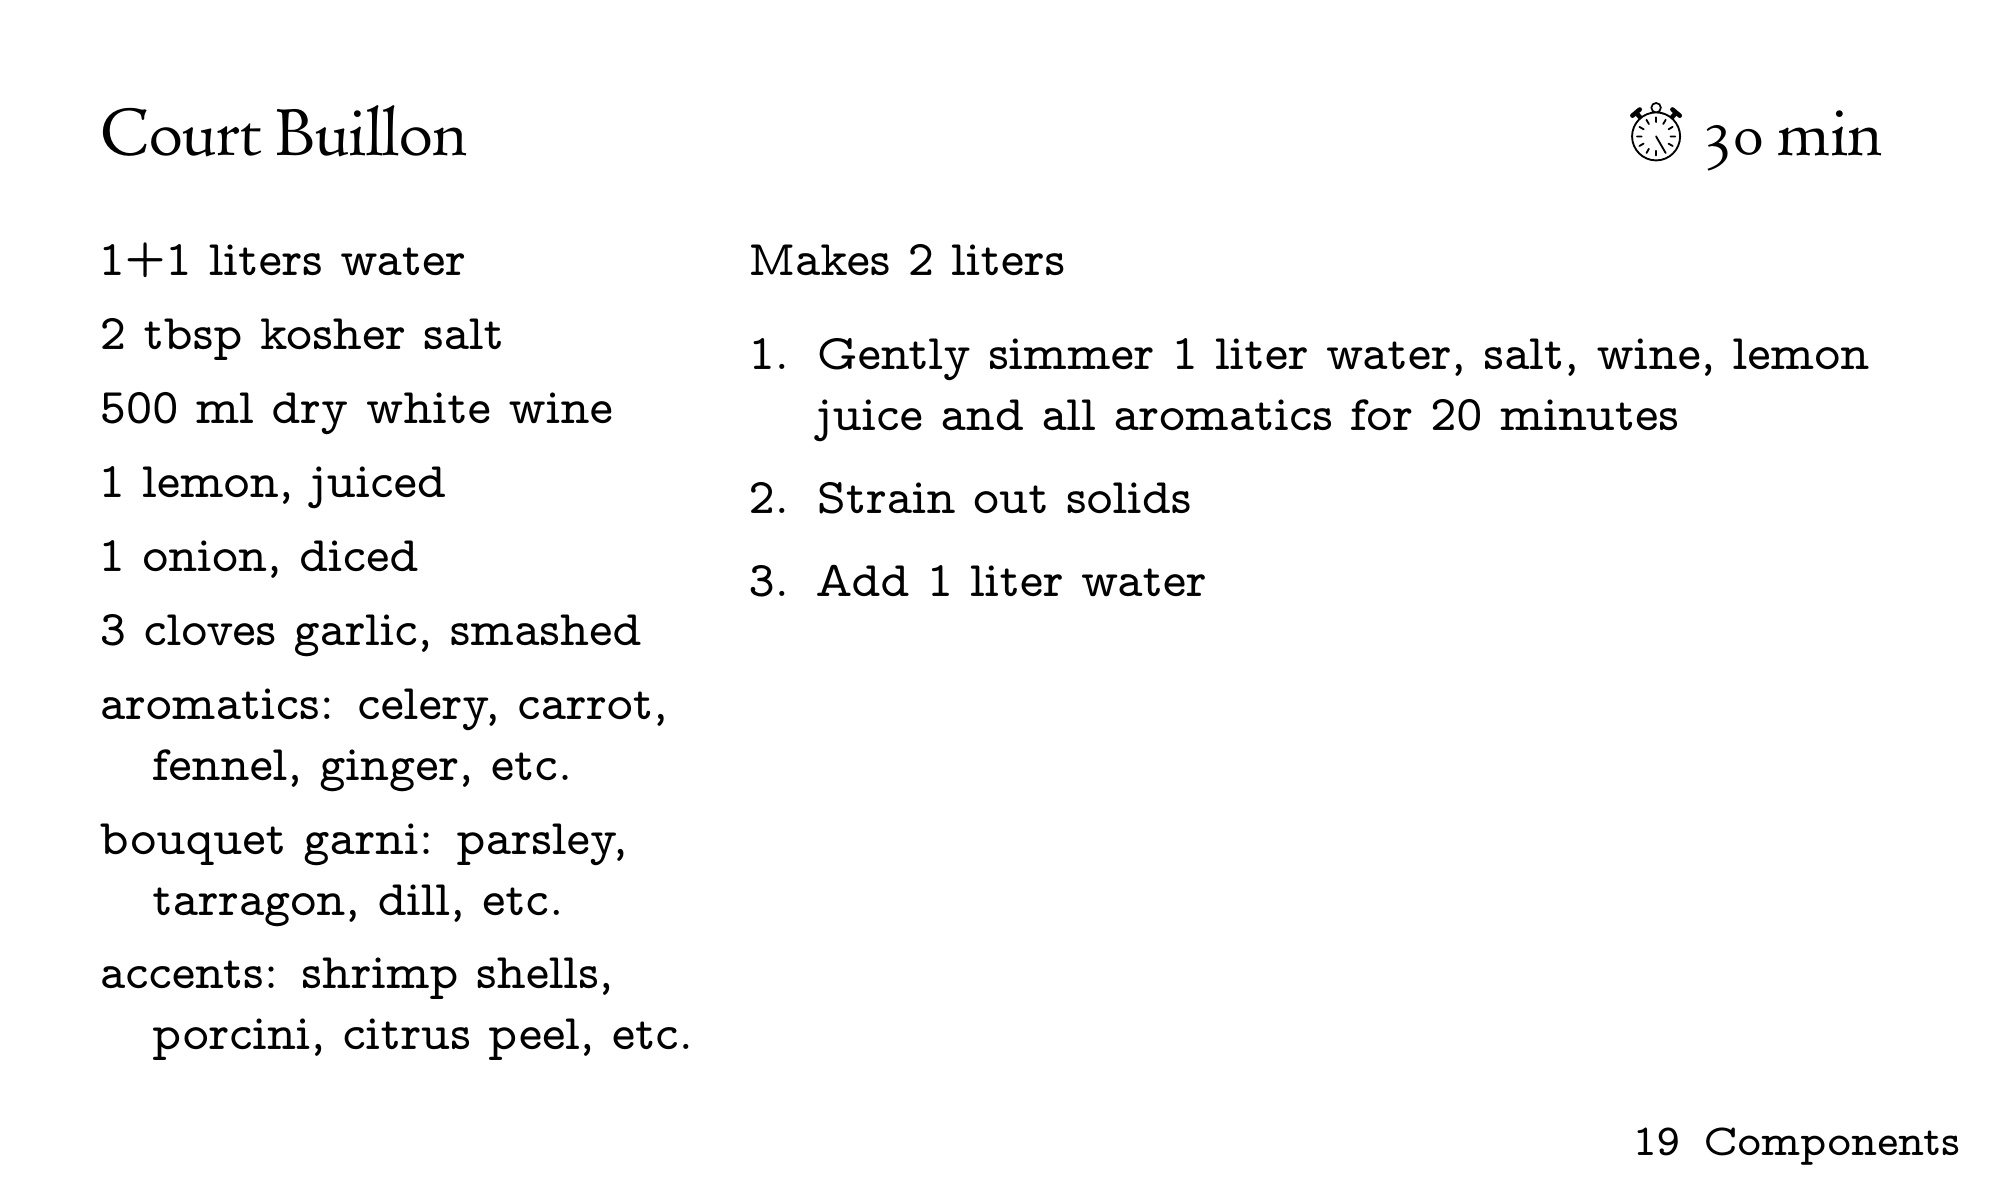 Court Buillon
30 min
1+1 liters water
2 tbsp kosher salt
500 ml dry white wine
1 lemon, juiced
1 onion, diced
3 cloves garlic, smashed
aromatics: celery, carrot,
fennel, ginger, etc.
bouquet garni: parsley,
tarragon, dill, etc.
accents: shrimp shells,
porcini, citrus peel, etc.
Makes 2 liters
1. Gently simmer 1 liter water, salt, wine, lemon
juice and all aromatics for 20 minutes
2. Strain out solids
3. Add 1 liter water
19 Components